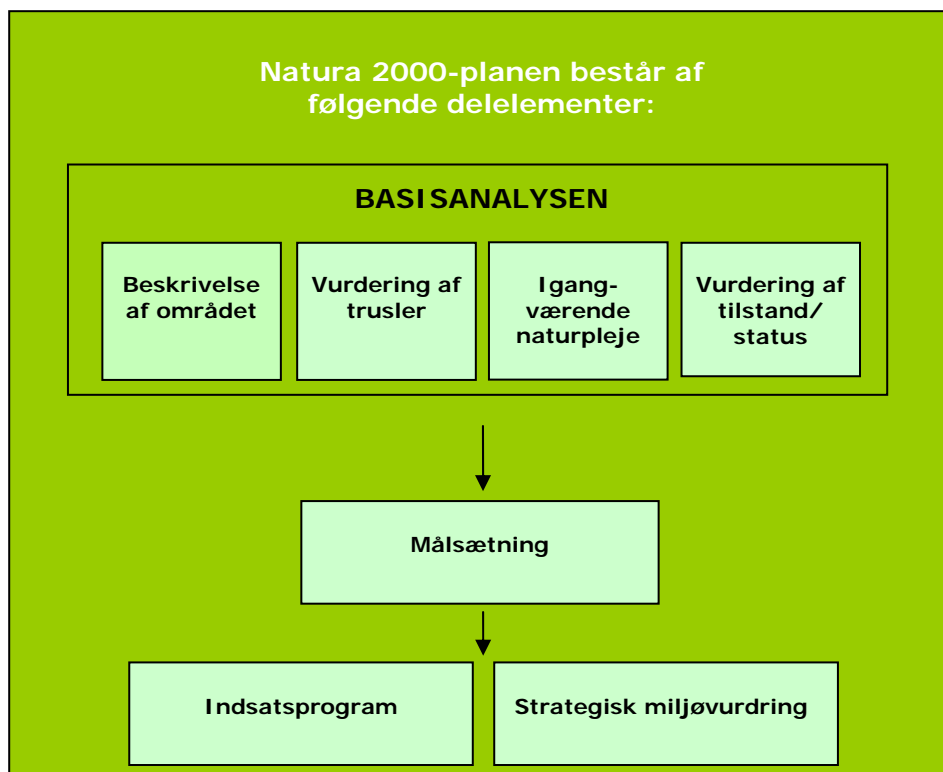 Natura 2000-planen består af
følgende delelementer:
BASISANALYSEN
Beskrivelse
af området
Vurdering af
trusler
Igang-
værende
naturpleje
Vurdering af
tilstand/
status
Målsætning
Indsatsprogram
Strategisk miljøvurdring